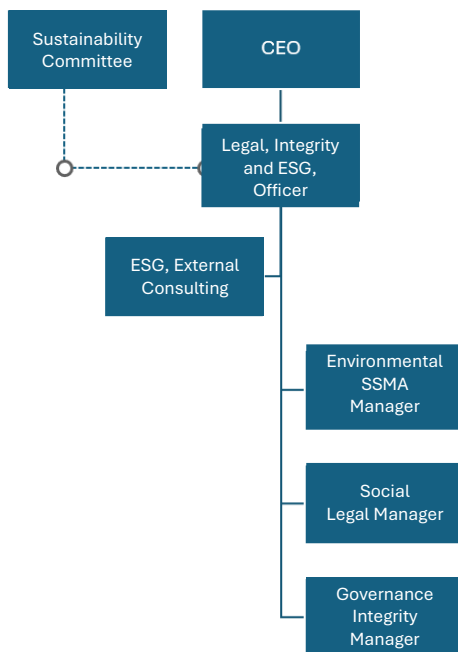 Sustainability
Committee
CEO
Legal, Integrity
and ESG,
Officer
ESG, External
Consulting
Environmental
SSMA
Manager
Social
Legal Manager
Governance
Integrity
Manager